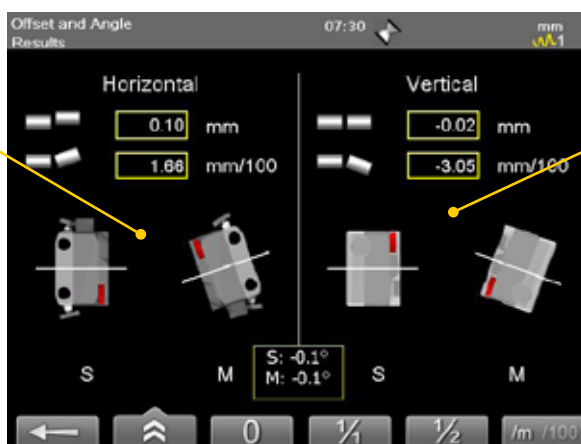 Offset and Angle
Results
07:30
mm
1
Horizontal
Vertical
0.10 mm
-0.02 mm
1.66 mm/100
-3.05 mm/100
S: -0.1°
M: -0.1°
S
M
S
M
0
1/1
1/2
/m /100